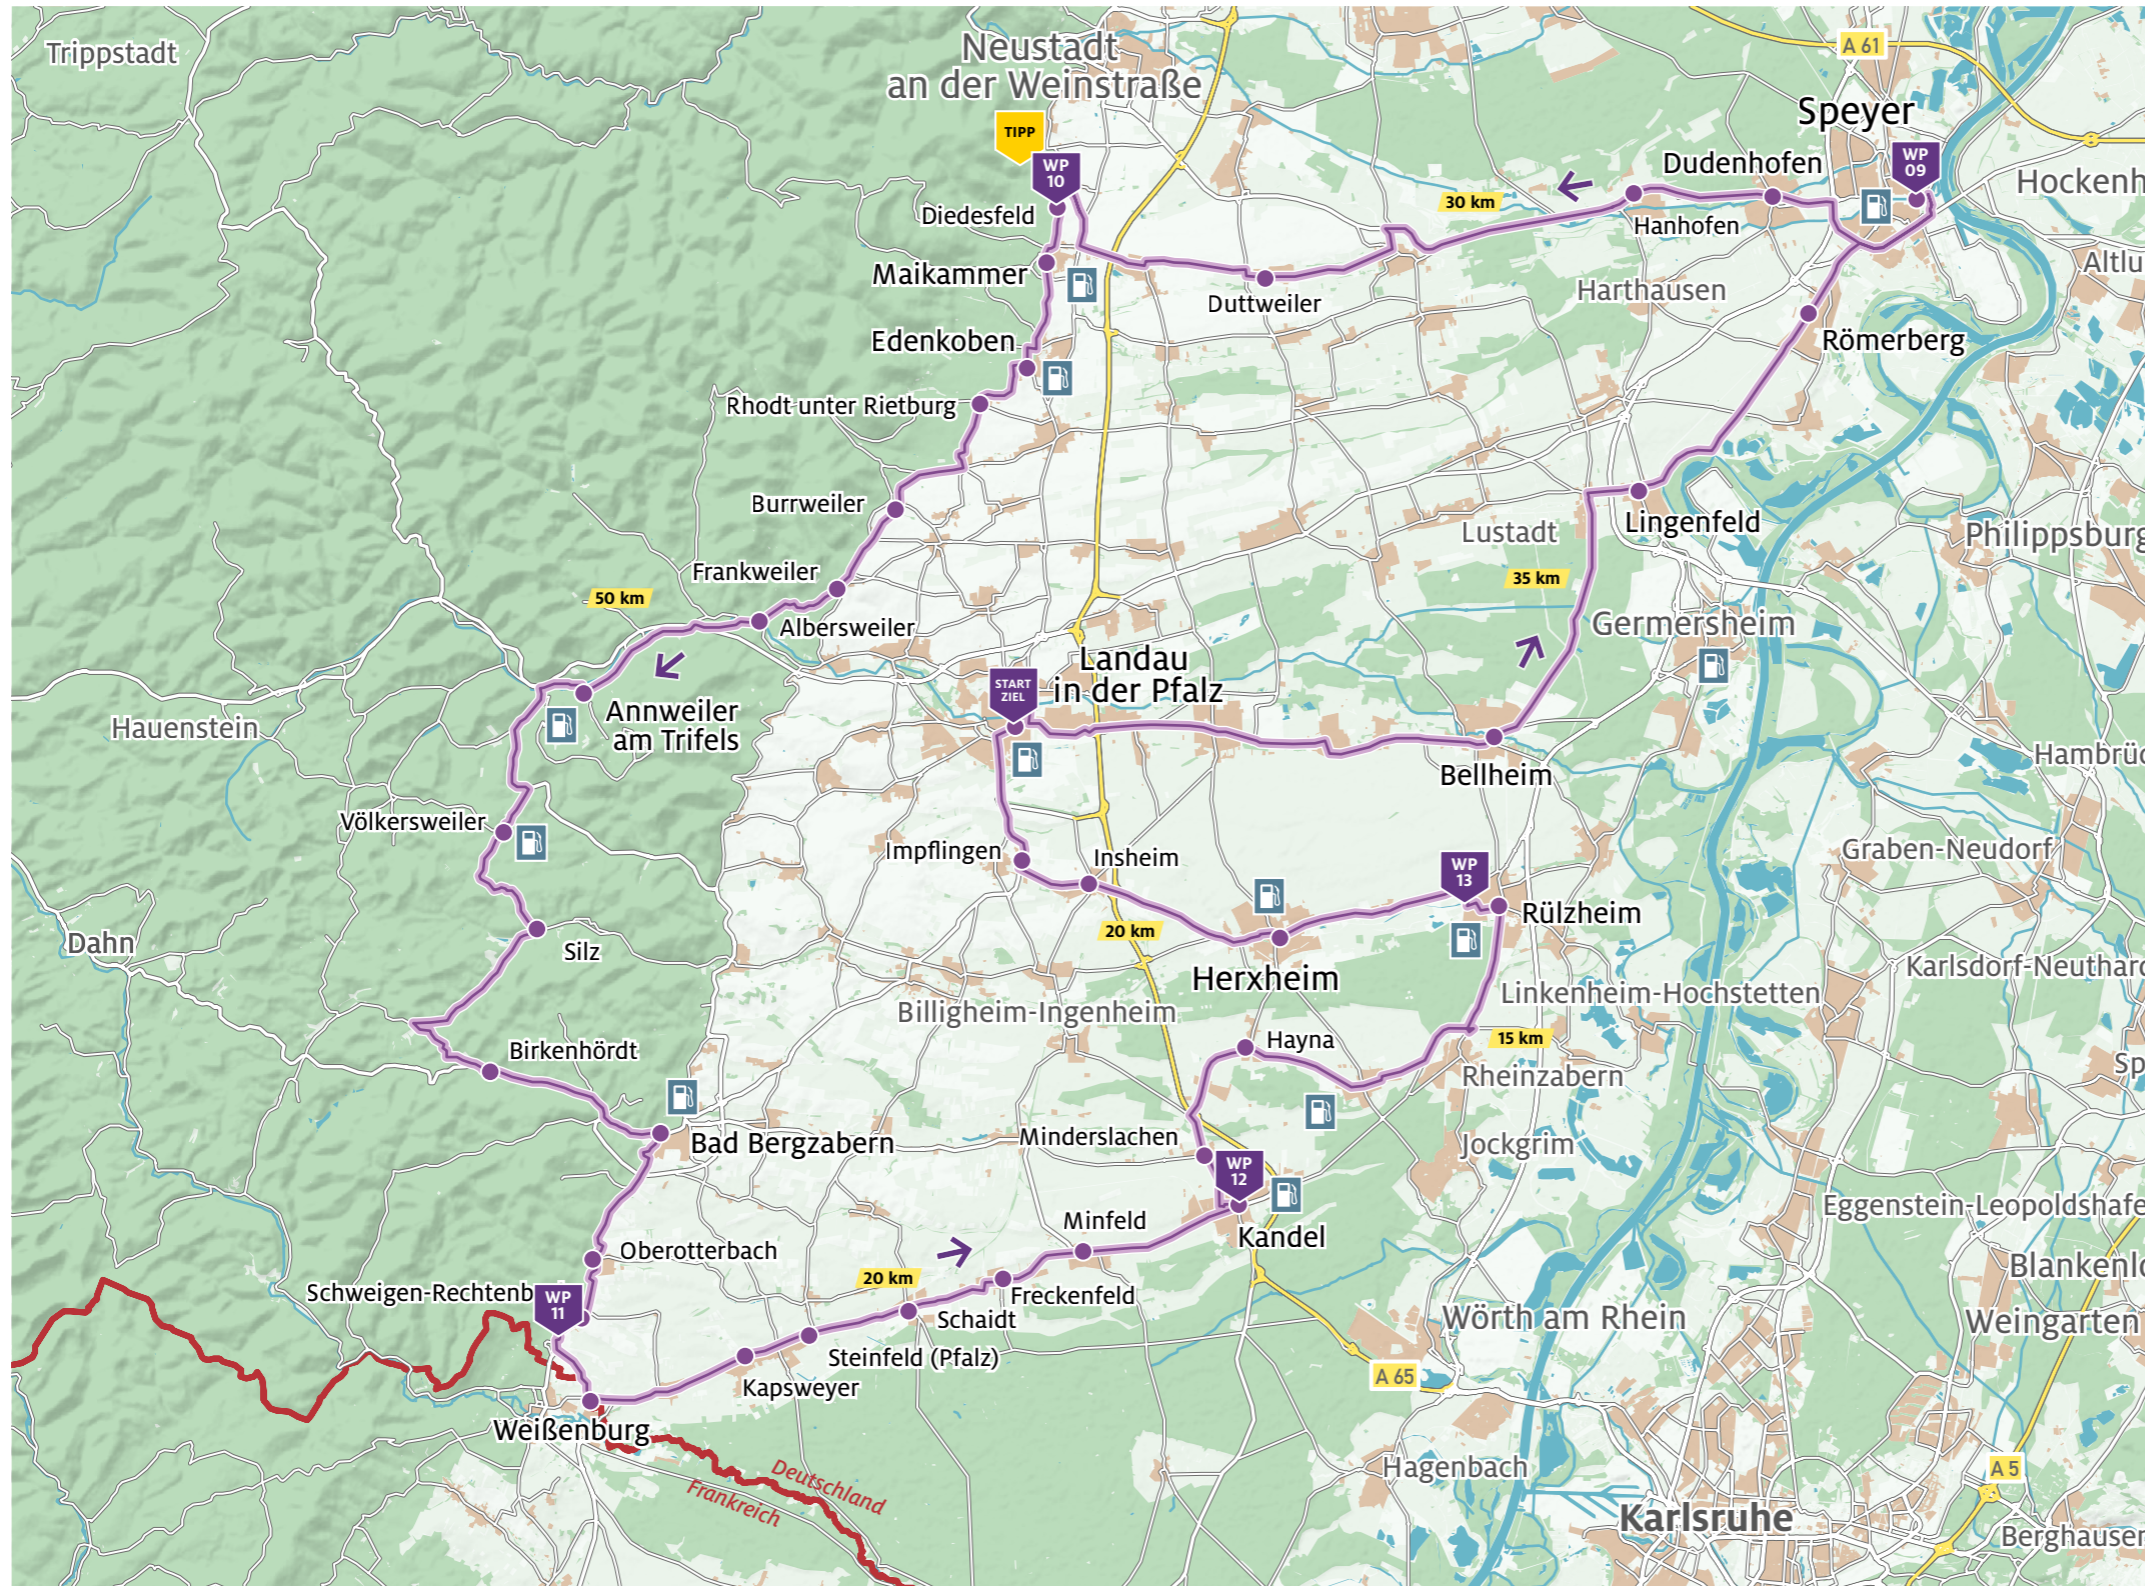 Trippstadt
Neustadt
an der Weinstraße
A 61
Speyer
TIPP
WP
10
WP
09
Dudenhofen
Hockenh
Diedesfeld
30 km
Hanhofen
Maikammer
Altlu
Duttweiler
Harthausen
Edenkoben
Römerberg
Rhodt unter Rietburg
Burrweiler
Lustadt
Lingenfeld
Philippsburg
Frankweiler
35 km
50 km
Albersweiler
Germersheim
Landau
in der Pfalz
START
ZIEL
Annweiler
am Trifels
Hauenstein
Hambrüc
Bellheim
Völkersweiler
Impflingen
Insheim
Graben-Neudorf
WP
13
Rülzheim
20 km
Dahn
Silz
Herxheim
Karlsdorf-Neuthard
Linkenheim-Hochstetten
Billigheim-Ingenheim
Birkenhördt
Hayna
15 km
Sp
Rheinzabern
Bad Bergzabern
Minderslachen
Jockgrim
WP
12
Eggenstein-Leopoldshafe
Minfeld
Kandel
Oberotterbach
Blankenlo
20 km
Schweigen-Rechtenb
WP
11
Freckenfeld
Schaidt
Wörth am Rhein
Weingarten
Steinfeld (Pfalz)
A 65
Kapsweyer
Weißenburg
Deutschland
Frankreich
Hagenbach
A 5
Karlsruhe
Berghausen